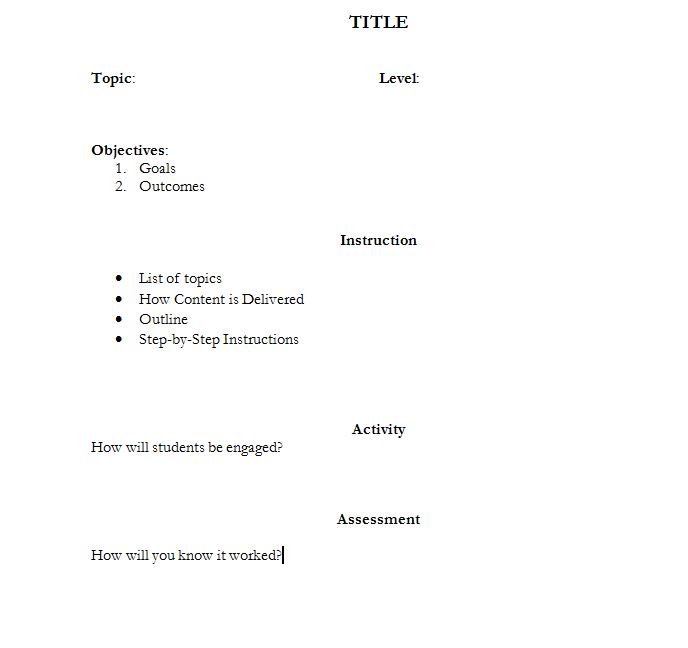 TITLE
Topic: Level:
Objectives:
1. Goals
2. Outcomes
Instruction
• List of topics
• How Content is Delivered
• Outline
• Step-by-Step Instructions
Activity
How will students be engaged?
Assessment
How will you know it worked?